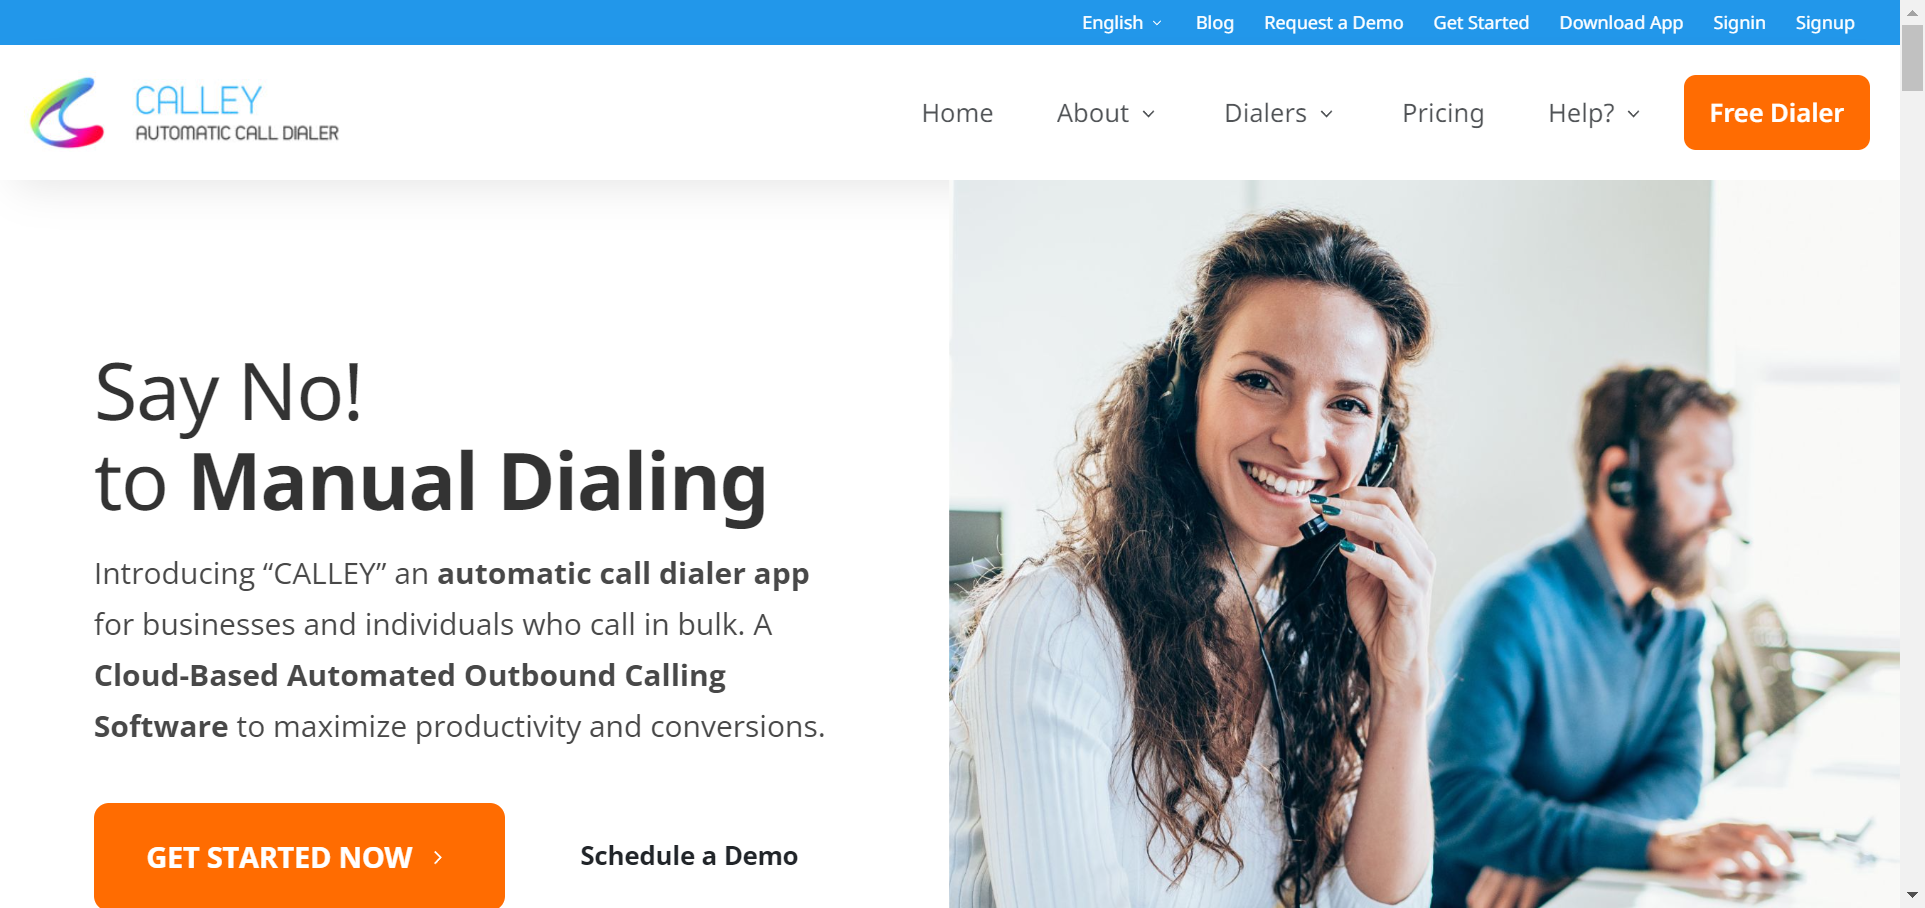 English Blog Request a Demo Get Started Download App Signin Signup
CALLEY
AUTOMATIC CALL DIALER
Home About Dialers Pricing Help? Free Dialer
Say No!
to Manual Dialing
Introducing “CALLEY” an automatic call dialer app
for businesses and individuals who call in bulk. A
Cloud-Based Automated Outbound Calling
Software to maximize productivity and conversions.
GET STARTED NOW
Schedule a Demo